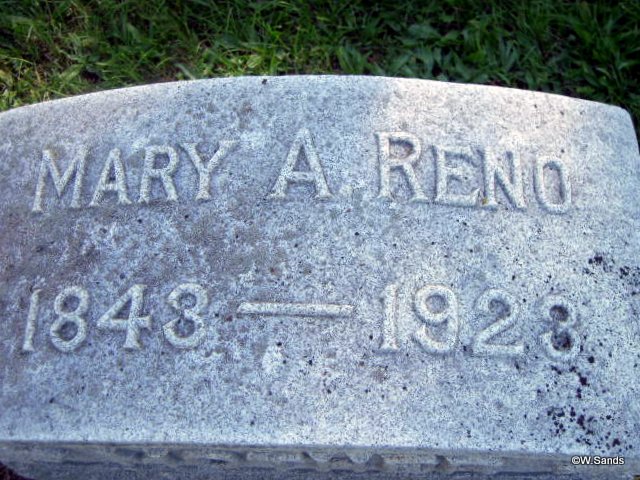 MARY A. RENO
1843 — 1923
©W.Sands